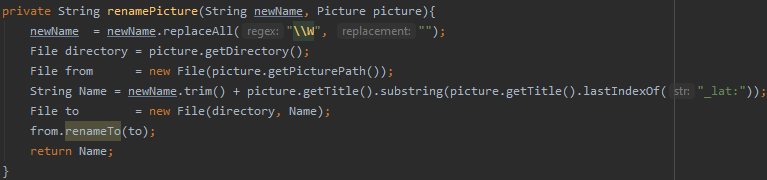 private String renamePicture(String newName, Picture picture){
newName = newName.replaceAll( regex: "\\W", replacement: "");
File directory = picture.getDirectory();
File from = new File(picture.getPicturePath());
String Name = newName.trim() + picture.getTitle().substring(picture.getTitle().lastIndexOf( str: "_lat:"));
File to = new File(directory, Name);
from.renameTo(to);
return Name;
}